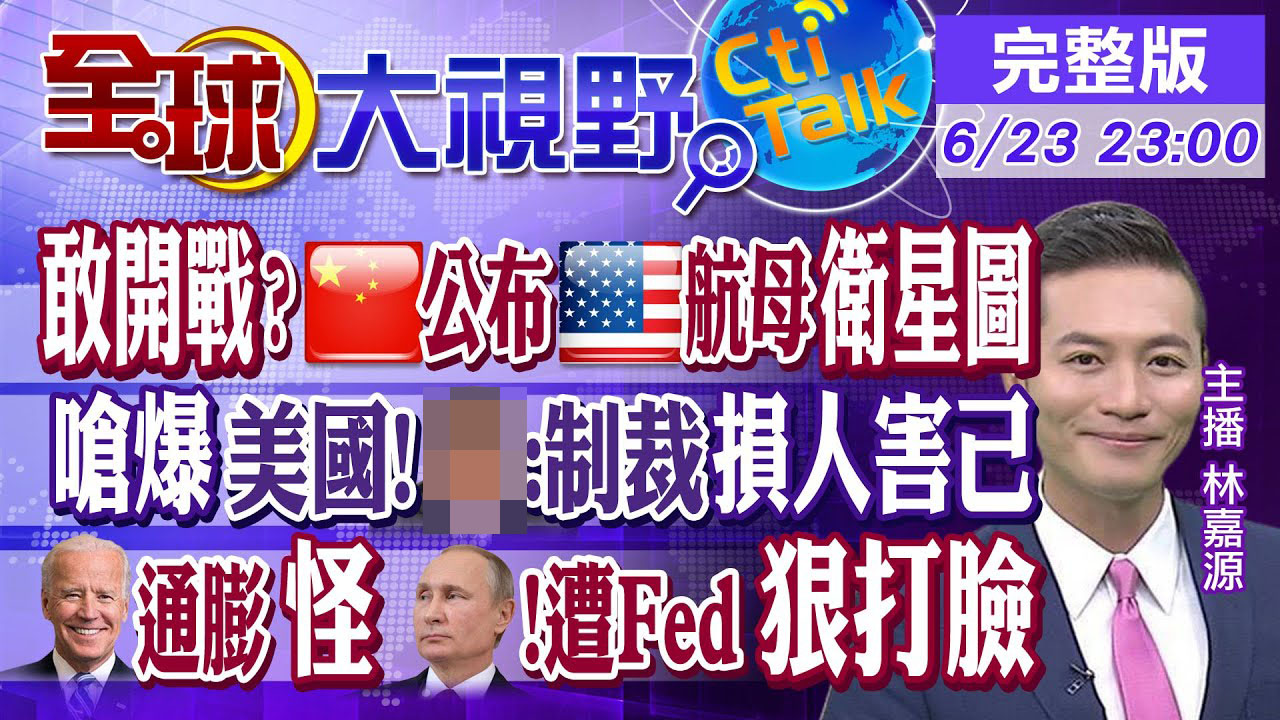 全球大視野
Cti Talk
完整版
6/23 23:00
敢開戰?公布航母衛星圖
嗆爆美國!:制裁損人害己
通膨怪!遭Fed狠打臉
主播 林嘉源